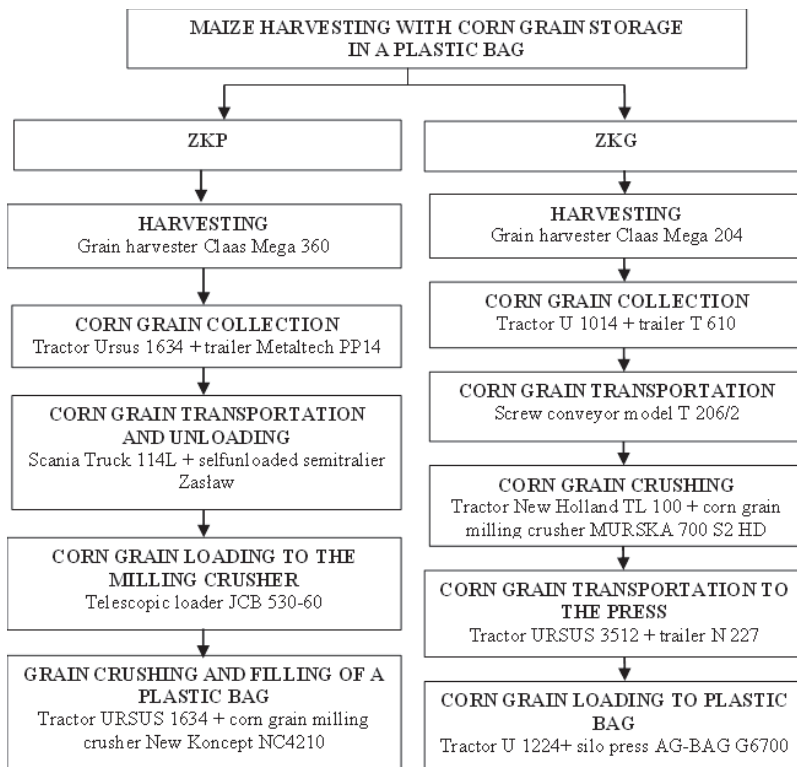 MAIZE HARVESTING WITH CORN GRAIN STORAGE
IN A PLASTIC BAG
ZKP
HARVESTING
Grain harvester Claas Mega 360
CORN GRAIN COLLECTION
Tractor Ursus 1634 + trailer Metaltech PP14
CORN GRAIN TRANSPORTATION
AND UNLOADING
Scania Truck 114L + selfunloaded semitralier
Zasław
CORN GRAIN LOADING TO THE
MILLING CRUSHER
Telescopic loader JCB 530-60
GRAIN CRUSHING AND FILLING OF A
PLASTIC BAG
Tractor URSUS 1634 + corn grain milling
crusher New Koncept NC4210
ZKG
HARVESTING
Grain harvester Claas Mega 204
CORN GRAIN COLLECTION
Tractor U 1014 + trailer T 610
CORN GRAIN TRANSPORTATION
Screw conveyor model T 206/2
CORN GRAIN CRUSHING
Tractor New Holland TL 100 + corn grain
milling crusher MURSKA 700 S2 HD
CORN GRAIN TRANSPORTATION TO
THE PRESS
Tractor URSUS 3512 + trailer N 227
CORN GRAIN LOADING TO PLASTIC
BAG
Tractor U 1224+ silo press AG-BAG G6700